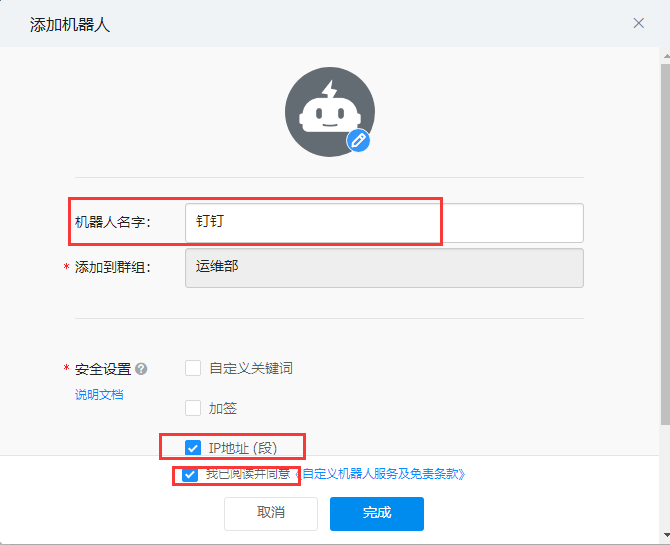 添加机器人
机器人名字： 钉钉
* 添加到群组： 运维部
* 安全设置 ? 自定义关键词
说明文档
加签
IP地址 (段)
我已阅读并同意《自定义机器人服务及免责条款》
取消 完成